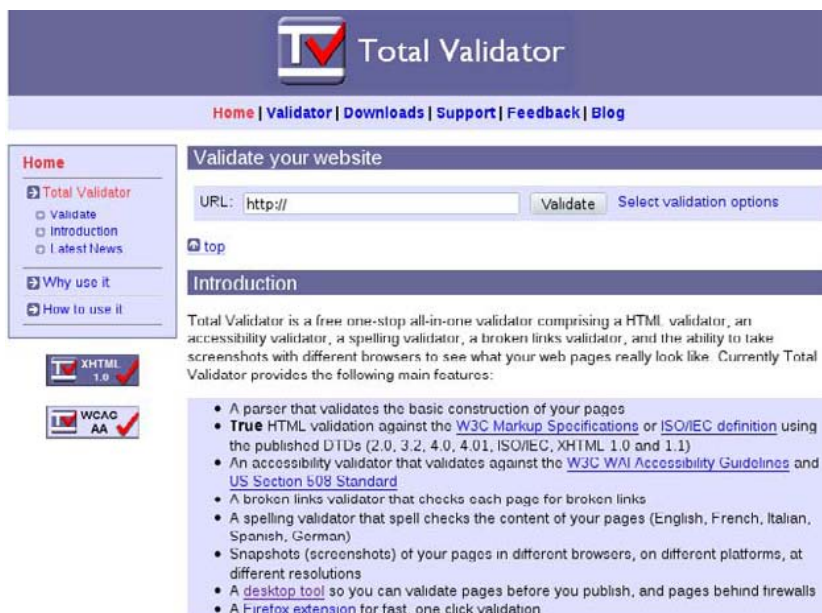 TV Total Validator
Home | Validator | Downloads | Support | Feedback | Blog
Home
Total Validator
Validate
Introduction
Latest News
Why use it
How to use it
TV XHTML 1.0
TV WCAG AA
Validate your website
URL: http:// Validate Select validation options
top
Introduction
Total Validator is a free one-stop all-in-one validator comprising a HTML validator, an
accessibility validator, a spelling validator, a broken links validator, and the ability to take
screenshots with different browsers to see what your web pages really look like. Currently Total
Validator provides the following main features:
• A parser that validates the basic construction of your pages
• True HTML validation against the W3C Markup Specifications or ISO/IEC definition using
the published DTDs (2.0, 3.2, 4.0, 4.01, ISO/IEC, XHTML 1.0 and 1.1)
• An accessibility validator that validates against the W3C WAI Accessibility Guidelines and
US Section 508 Standard
• A broken links validator that checks each page for broken links
• A spelling validator that spell checks the content of your pages (English, French, Italian,
Spanish, German)
• Snapshots (screenshots) of your pages in different browsers, on different platforms, at
different resolutions
• A desktop tool so you can validate pages before you publish, and pages behind firewalls
• A Firefox extension for fast, one click validation